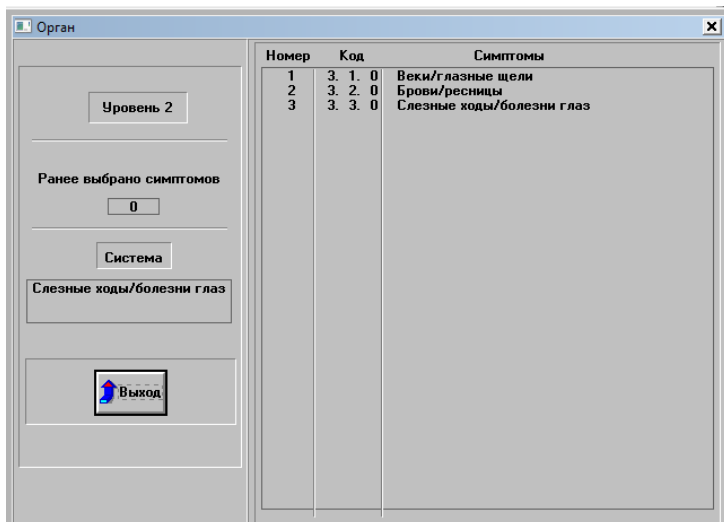 Орган
Номер Код Симптомы
1 3. 1. 0 Веки/глазные щели
2 3. 2. 0 Брови/ресницы
3 3. 3. 0 Слезные ходы/болезни глаз
Уровень 2
Ранее выбрано симптомов
0
Система
Слезные ходы/болезни глаз
Выход